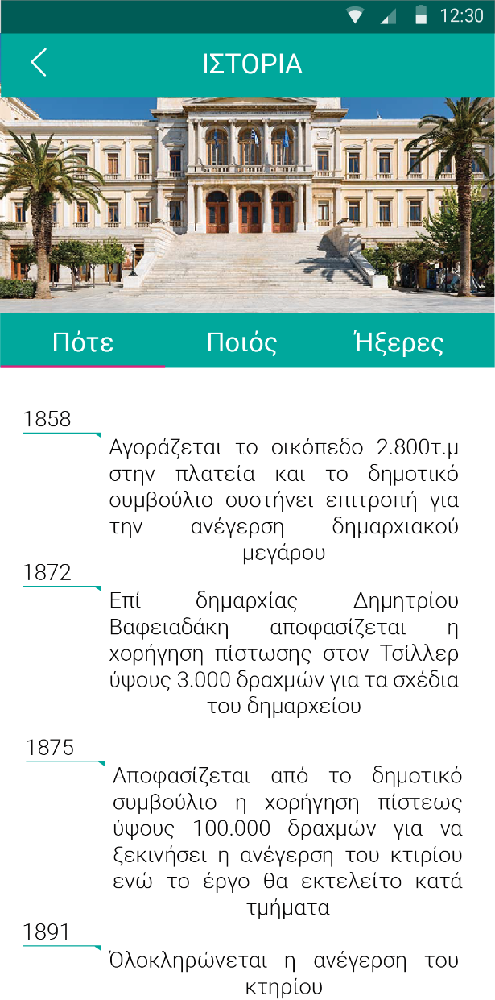 12:30
ΙΣΤΟΡΙΑ
Πότε Ποιός Ήξερες
1858
Αγοράζεται το οικόπεδο 2.800τ.μ
στην πλατεία και το δημοτικό
συμβούλιο συστήνει επιτροπή για
την ανέγερση δημαρχιακού
μεγάρου
1872
Επί δημαρχίας Δημητρίου
Βαφειαδάκη αποφασίζεται η
χορήγηση πίστωσης στον Τσίλλερ
ύψους 3.000 δραχμών για τα σχέδια
του δημαρχείου
1875
Αποφασίζεται από το δημοτικό
συμβούλιο η χορήγηση πίστεως
ύψους 100.000 δραχμών για να
ξεκινήσει η ανέγερση του κτιρίου
ενώ το έργο θα εκτελείτο κατά
τμήματα
1891
Όλοκληρώνεται η ανέγερση του
κτηρίου